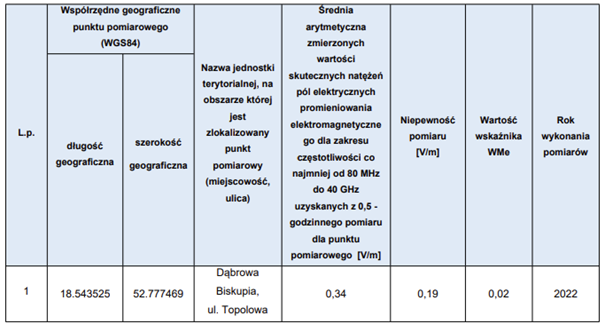 L.p.
Współrzędne geograficzne
punktu pomiarowego
(WGS84)
długość
geograficzna
szerokość
geograficzna
Nazwa jednostki
terytorialnej, na
obszarze której
jest
zlokalizowany
punkt
pomiarowy
(miejscowość,
ulica)
Średnia
arytmetyczna
zmierzonych
wartości
skutecznych natężeń
pól elektrycznych
promieniowania
elektromagnetyczne
go dla zakresu
częstotliwości co
najmniej od 80 MHz
do 40 GHz
uzyskanych z 0,5 -
godzinnego pomiaru
dla punktu
pomiarowego [V/m]
Niepewność
pomiaru
[V/m]
Wartość
wskaźnika
WMe
Rok
wykonania
pomiarów
1
18.543525
52.777469
Dąbrowa
Biskupia,
ul. Topolowa
0,34
0,19
0,02
2022